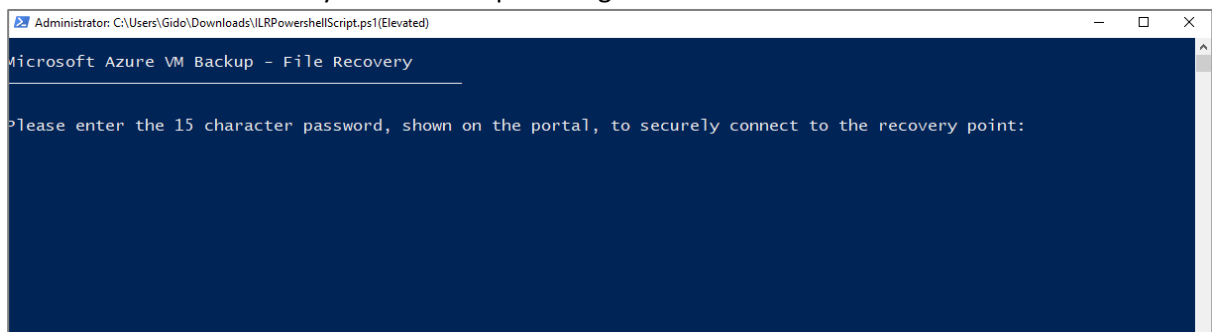 Administrator: C:\Users\Gido\Downloads\ILRPowershellScript.ps1(Elevated)
Microsoft Azure VM Backup - File Recovery
Please enter the 15 character password, shown on the portal, to securely connect to the recovery point: